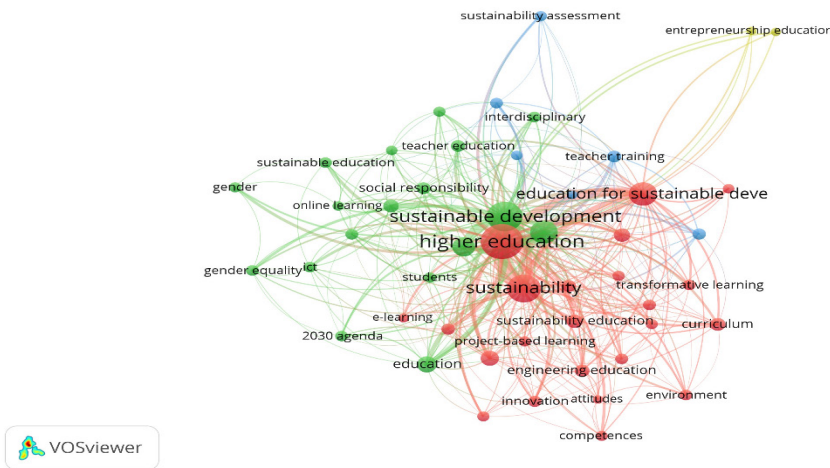 sustainability assessment
entrepreneurship education
interdisciplinary
teacher education
teacher training
sustainable education
gender
social responsibility
education for sustainable deve
online learning
sustainable development
higher education
gender equality
ict
students
sustainability
transformative learning
e-learning
sustainability education
curriculum
2030 agenda
project-based learning
education
engineering education
innovation
attitudes
environment
competences
VOSviewer